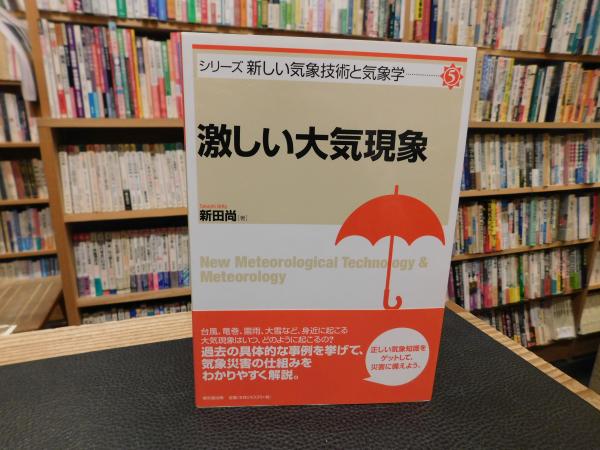 シリーズ 新しい気象技術と気象学 ⑤
激しい大気現象
新田尚[著]
New Meteorological Technology &
Meteorology
台風、竜巻、雷雨、大雪など、身近に起こる
大気現象はいつ、どのように起こるのか?
過去の具体的な事例を挙げて、
気象災害の仕組みを
わかりやすく解説。
正しい気象知識を
ゲットして、
災害に備えよう。